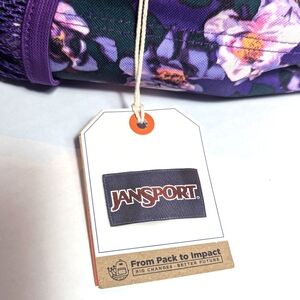 JANSPORT®
From Pack to Impact
BIG CHANGES • BETTER FUTURE